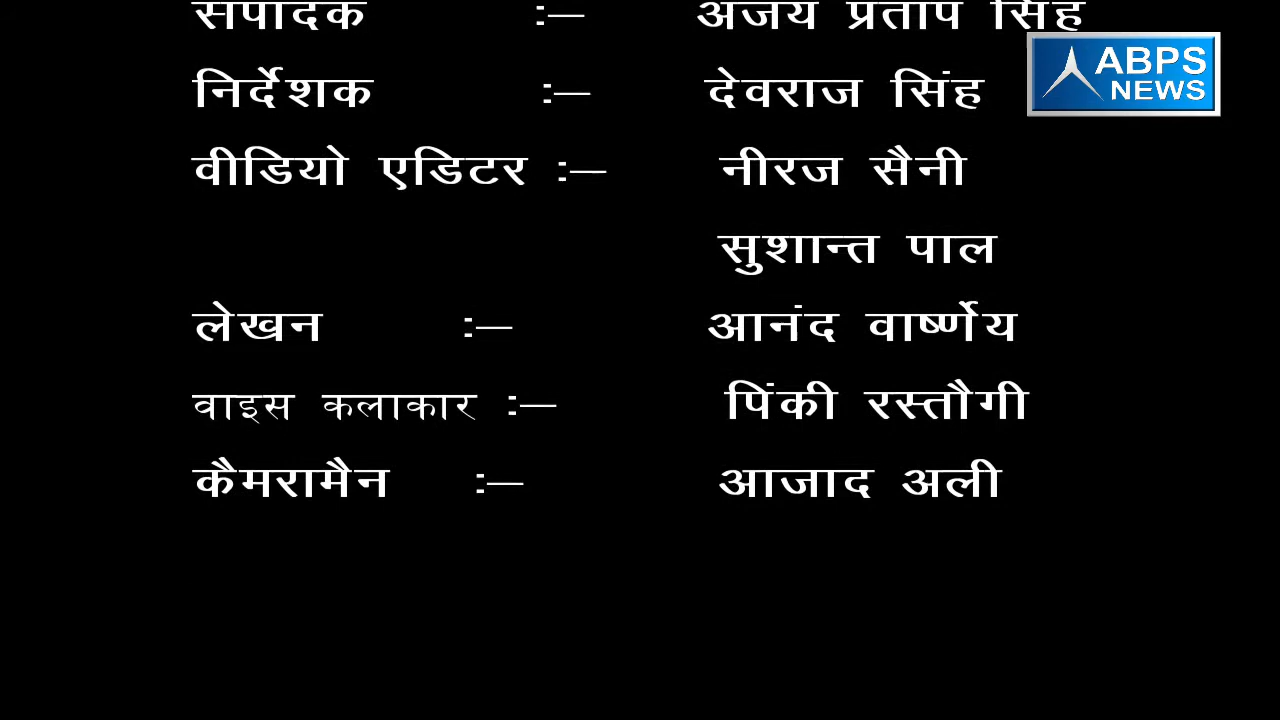 संपादक :— अजय प्रताप सिंह
ABPS
NEWS
निर्देशक :— देवराज सिंह
वीडियो एडिटर :— नीरज सैनी
सुशान्त पाल
लेखन :— आनंद वार्ष्णेय
वाइस कलाकार :— पिंकी रस्तौगी
कैमरामैन :— आजाद अली